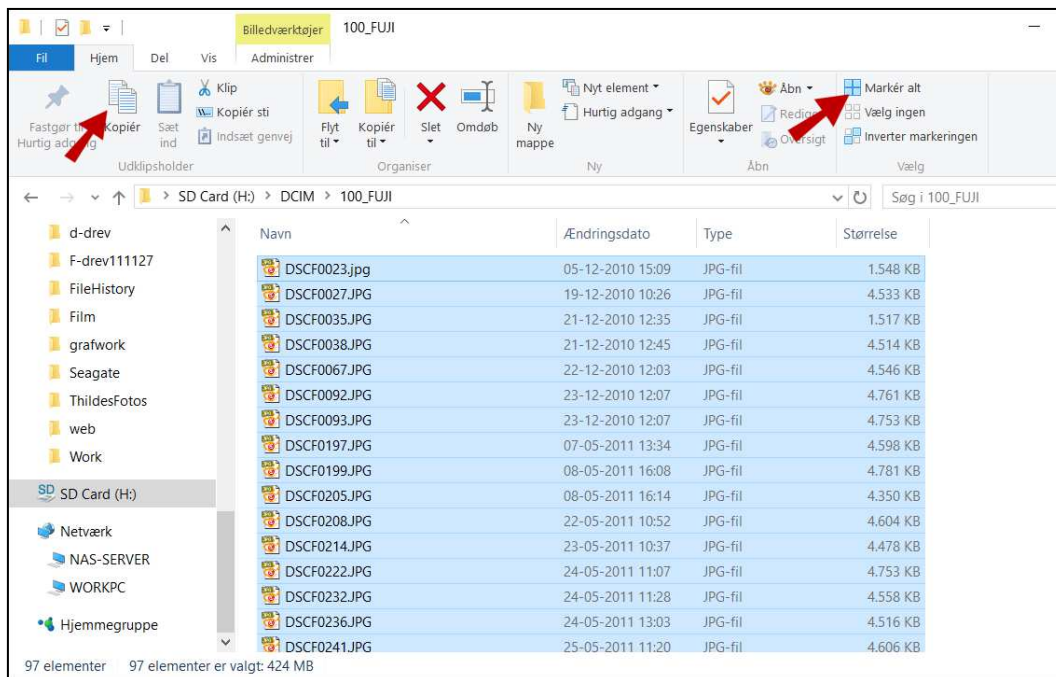 Billedværktøjer 100_FUJI
Fil Hjem Del Vis Administrer
Fastgør til Hurtig adgang
Kopiér
Sæt ind
Klip
Kopiér sti
Indsæt genvej
Udklipsholder
Flyt til
Kopiér til
Slet
Omdøb
Organiser
Ny mappe
Nyt element
Hurtig adgang
Ny
Egenskaber
Åbn
Oversigt
Åbn
Markér alt
Vælg ingen
Inverter markeringen
Vælg
SD Card (H:) > DCIM > 100_FUJI
Søg i 100_FUJI
d-drev
F-drev111127
FileHistory
Film
grafwork
Seagate
ThildesFotos
web
Work
SD Card (H:)
Netværk
NAS-SERVER
WORKPC
Hjemmegruppe
Navn Ændringsdato Type Størrelse
DSCF0023.jpg 05-12-2010 15:09 JPG-fil 1.548 KB
DSCF0027.JPG 19-12-2010 10:26 JPG-fil 4.533 KB
DSCF0035.JPG 21-12-2010 12:35 JPG-fil 1.517 KB
DSCF0038.JPG 21-12-2010 12:45 JPG-fil 4.514 KB
DSCF0067.JPG 22-12-2010 12:03 JPG-fil 4.546 KB
DSCF0092.JPG 23-12-2010 12:07 JPG-fil 4.761 KB
DSCF0093.JPG 23-12-2010 12:07 JPG-fil 4.753 KB
DSCF0197.JPG 07-05-2011 13:34 JPG-fil 4.598 KB
DSCF0199.JPG 08-05-2011 16:08 JPG-fil 4.781 KB
DSCF0205.JPG 08-05-2011 16:14 JPG-fil 4.350 KB
DSCF0208.JPG 22-05-2011 10:52 JPG-fil 4.604 KB
DSCF0214.JPG 23-05-2011 10:37 JPG-fil 4.478 KB
DSCF0222.JPG 24-05-2011 11:07 JPG-fil 4.753 KB
DSCF0232.JPG 24-05-2011 11:28 JPG-fil 4.558 KB
DSCF0236.JPG 24-05-2011 13:03 JPG-fil 4.516 KB
DSCF0241.JPG 25-05-2011 11:20 JPG-fil 4.606 KB
97 elementer 97 elementer er valgt: 424 MB